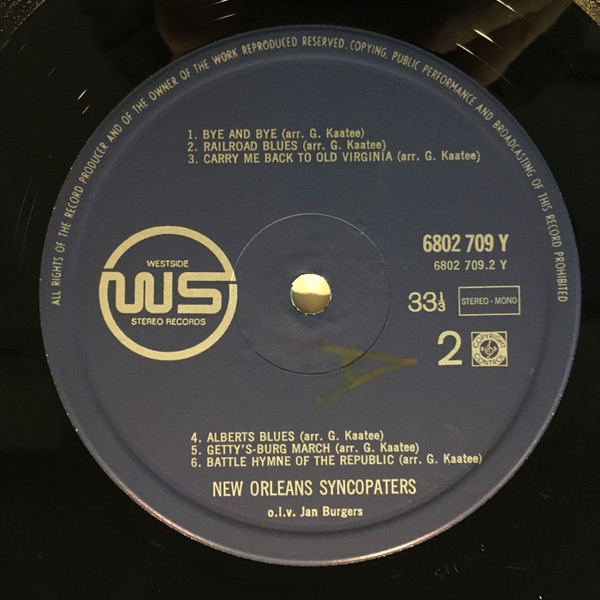 ALL RIGHTS OF THE RECORD PRODUCER AND OF THE OWNER OF THE WORK REPRODUCED RESERVED. COPYING, PUBLIC PERFORMANCE AND BROADCASTING OF THIS RECORD PROHIBITED
1. BYE AND BYE (arr. G. Kaatee)
2. RAILROAD BLUES (arr. G. Kaatee)
3. CARRY ME BACK TO OLD VIRGINIA (arr. G. Kaatee)
WESTSIDE
WS
STEREO RECORDS
6802 709 Y
6802 709.2 Y
33⅓
STEREO - MONO
2
COPYRIGHT
CONTROL
4. ALBERTS BLUES (arr. G. Kaatee)
5. GETTY'S-BURG MARCH (arr. G. Kaatee)
6. BATTLE HYMNE OF THE REPUBLIC (arr. G. Kaatee)
NEW ORLEANS SYNCOPATERS
o.l.v. Jan Burgers